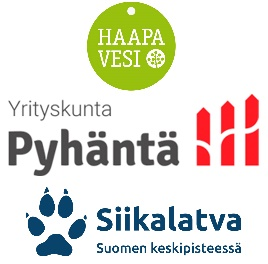 HAAPA
VESI
Yrityskunta
Pyhäntä
Siikalatva
Suomen keskipisteessä